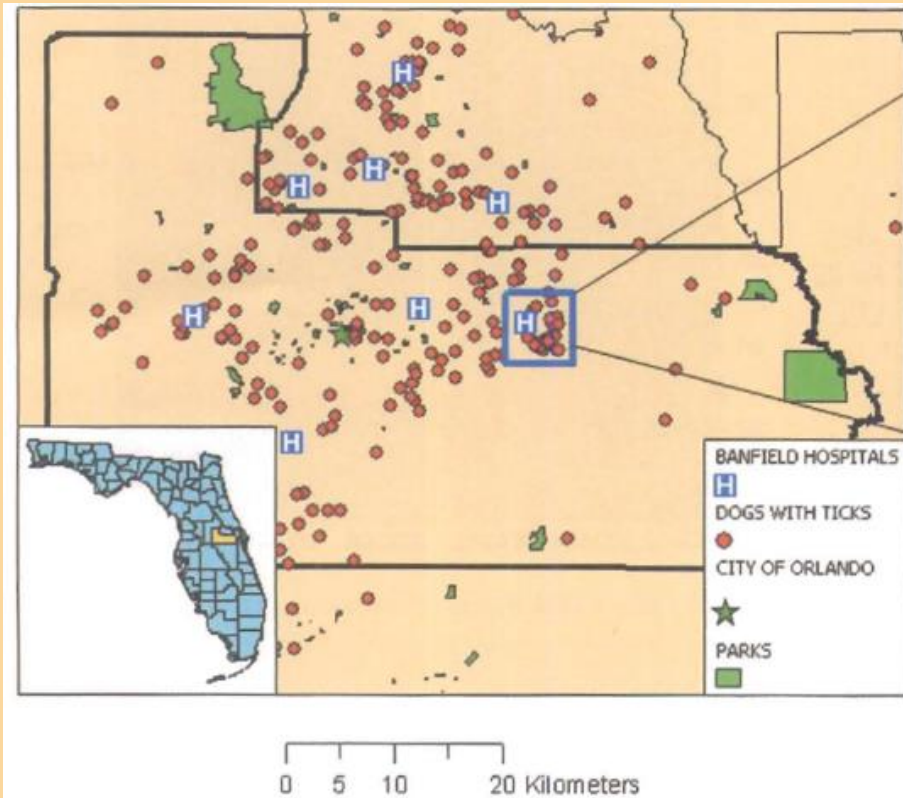 H
H
H
H
H
H
H
H
BANFIELD HOSPITALS
H
DOGS WITH TICKS
CITY OF ORLANDO
PARKS
0 5 10 20 Kilometers